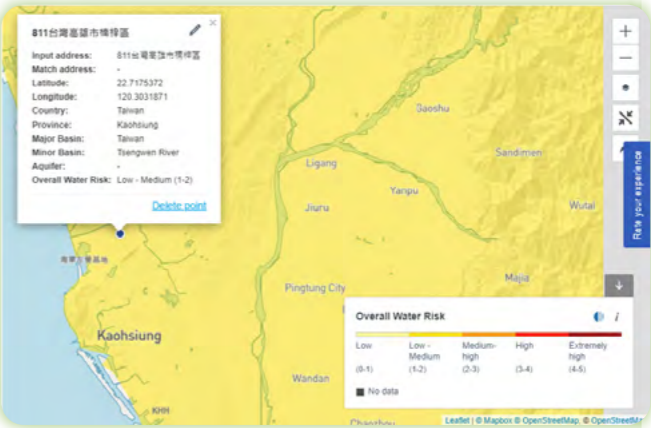 811台灣高雄市楠梓區
×
Input address: 811台灣高雄市楠梓區
Match address: -
Latitude: 22.7175372
Longitude: 120.3031871
Country: Taiwan
Province: Kaohsiung
Major Basin: Taiwan
Minor Basin: Tsengwen River
Aquifer: -
Overall Water Risk: Low - Medium (1-2)
Delete point
+
−
Rate your experience
Gaoshu
Sandimen
Ligang
Yanpu
Wutai
Jiuru
Majia
Pingtung City
Kaohsiung
Wandan
KHH
Chaozhou
Overall Water Risk
i
Low
Low - Medium
Medium-high
High
Extremely high
(0-1)
(1-2)
(2-3)
(3-4)
(4-5)
No data
Leaflet | © Mapbox © OpenStreetMap, © OpenStreetM